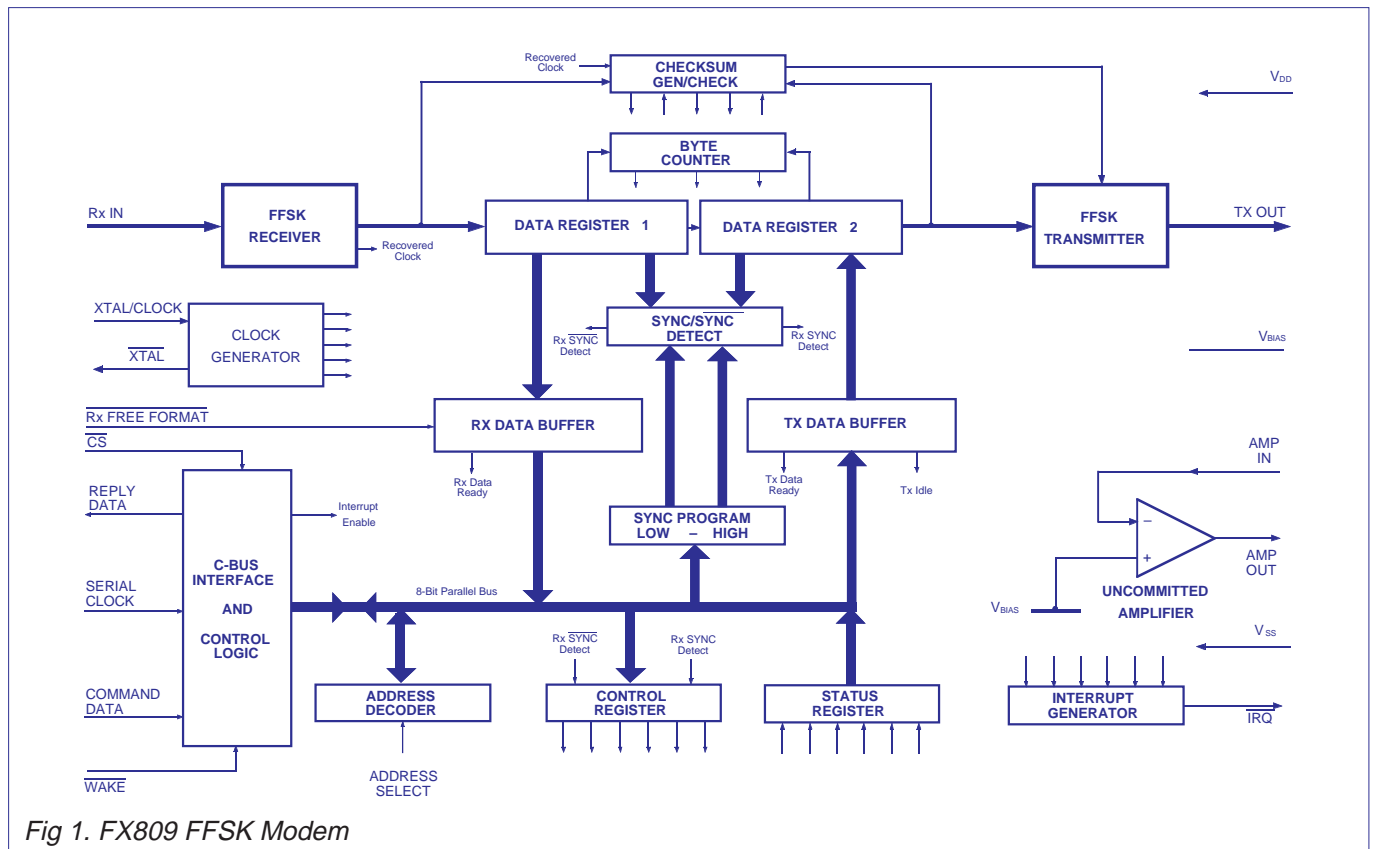 Recovered
Clock
CHECKSUM
GEN/CHECK
VDD
BYTE
COUNTER
Rx IN
FFSK
RECEIVER
Recovered
Clock
DATA REGISTER 1
DATA REGISTER 2
FFSK
TRANSMITTER
TX OUT
XTAL/CLOCK
XTAL
CLOCK
GENERATOR
SYNC/SYNC
DETECT
Rx SYNC
Detect
Rx SYNC
Detect
VBIAS
Rx FREE FORMAT
CS
RX DATA BUFFER
Rx Data
Ready
TX DATA BUFFER
Tx Data
Ready
Tx Idle
AMP
IN
REPLY
DATA
Interrupt
Enable
SYNC PROGRAM
LOW – HIGH
–
+
AMP
OUT
UNCOMMITTED
AMPLIFIER
VBIAS
C-BUS
INTERFACE
AND
CONTROL
LOGIC
SERIAL
CLOCK
8-Bit Parallel Bus
VSS
COMMAND
DATA
WAKE
ADDRESS
DECODER
ADDRESS
SELECT
Rx SYNC
Detect
Rx SYNC
Detect
CONTROL
REGISTER
STATUS
REGISTER
INTERRUPT
GENERATOR
IRQ
Fig 1. FX809 FFSK Modem